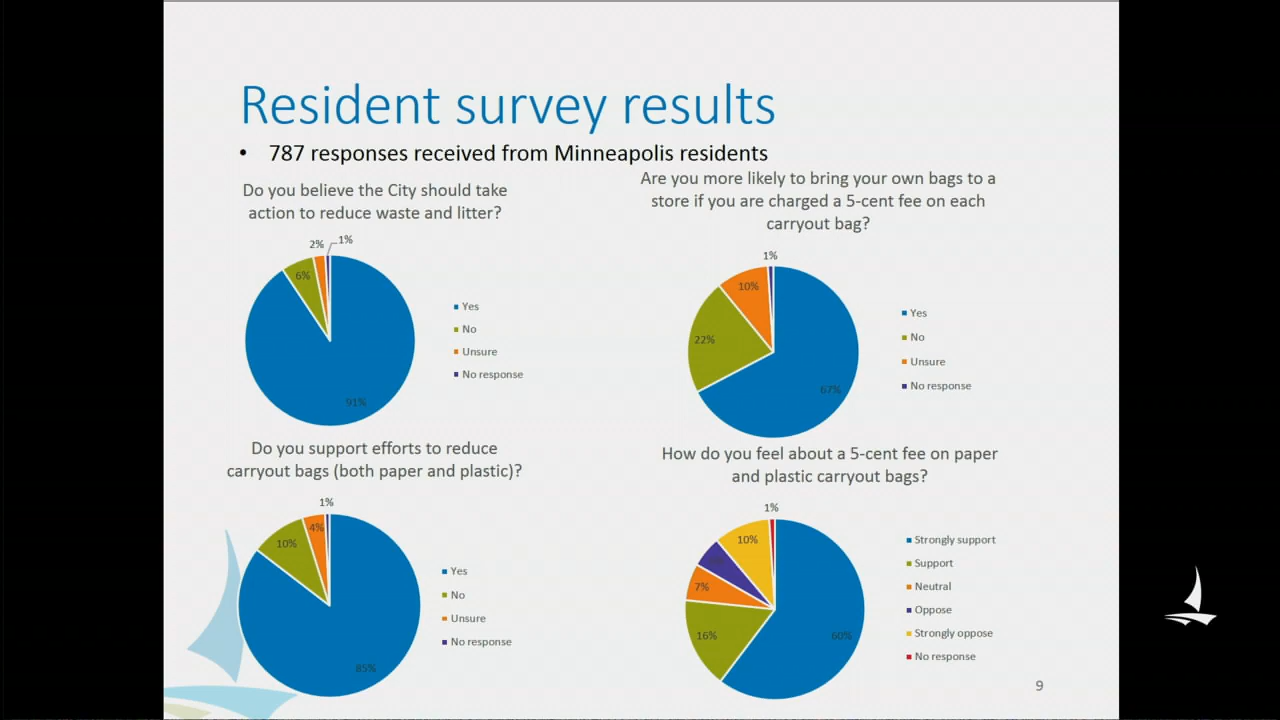 Resident survey results
• 787 responses received from Minneapolis residents
Do you believe the City should take
action to reduce waste and litter?
2%
1%
6%
91%
Yes
No
Unsure
No response
Are you more likely to bring your own bags to a
store if you are charged a 5-cent fee on each
carryout bag?
1%
10%
22%
67%
Yes
No
Unsure
No response
Do you support efforts to reduce
carryout bags (both paper and plastic)?
1%
4%
10%
85%
Yes
No
Unsure
No response
How do you feel about a 5-cent fee on paper
and plastic carryout bags?
1%
10%
7%
16%
60%
Strongly support
Support
Neutral
Oppose
Strongly oppose
No response
9